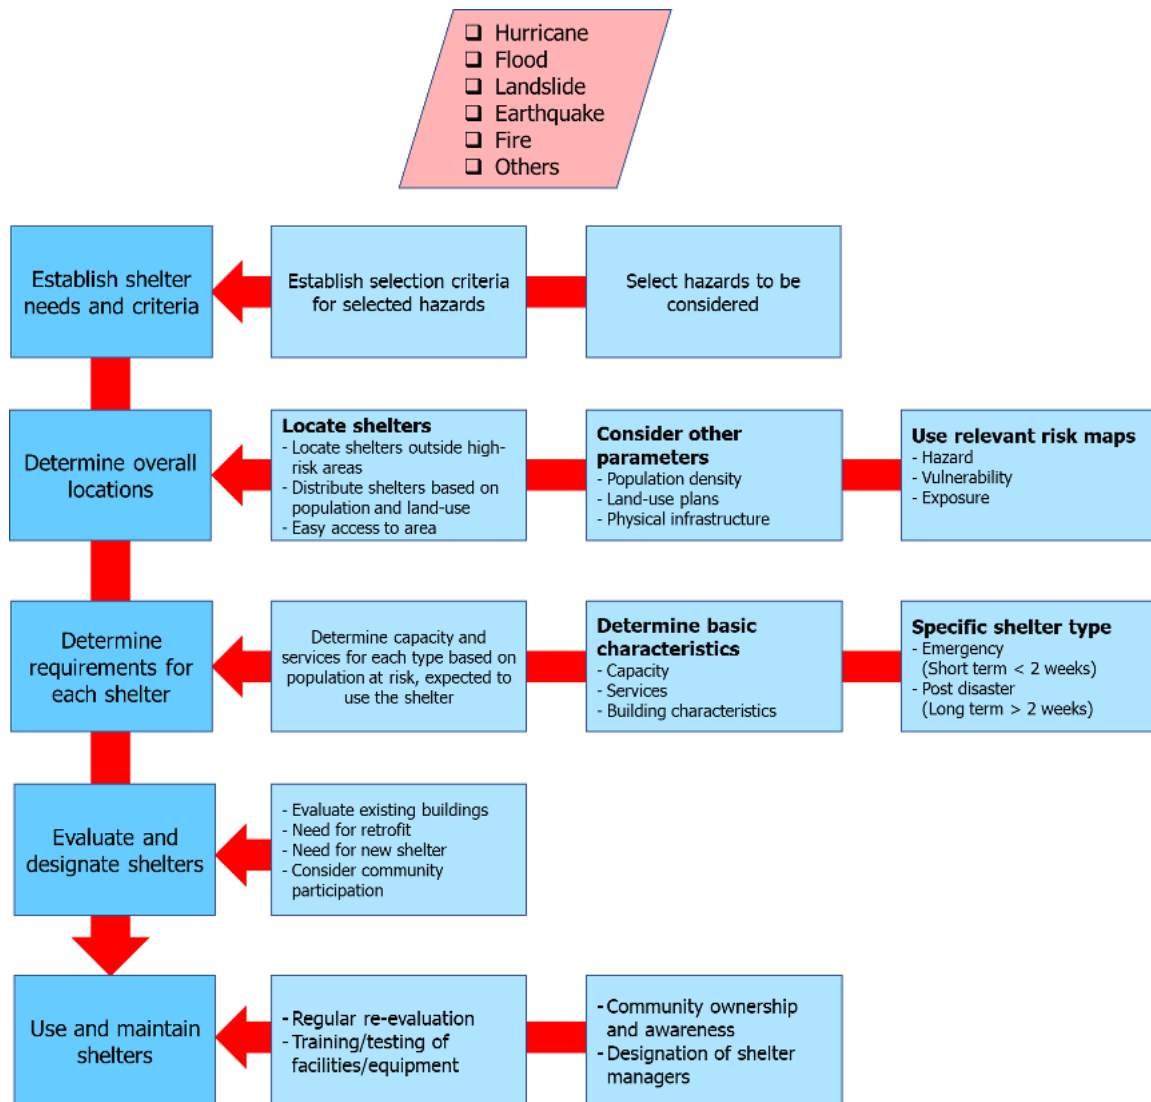 ❑ Hurricane
❑ Flood
❑ Landslide
❑ Earthquake
❑ Fire
❑ Others
Establish shelter
needs and criteria
Establish selection criteria
for selected hazards
Select hazards to be
considered
Determine overall
locations
Locate shelters
- Locate shelters outside high-
risk areas
- Distribute shelters based on
population and land-use
- Easy access to area
Consider other
parameters
- Population density
- Land-use plans
- Physical infrastructure
Use relevant risk maps
- Hazard
- Vulnerability
- Exposure
Determine
requirements for
each shelter
Determine capacity and
services for each type based on
population at risk, expected to
use the shelter
Determine basic
characteristics
- Capacity
- Services
- Building characteristics
Specific shelter type
- Emergency
(Short term < 2 weeks)
- Post disaster
(Long term > 2 weeks)
Evaluate and
designate shelters
- Evaluate existing buildings
- Need for retrofit
- Need for new shelter
- Consider community
participation
Use and maintain
shelters
- Regular re-evaluation
- Training/testing of
facilities/equipment
- Community ownership
and awareness
- Designation of shelter
managers